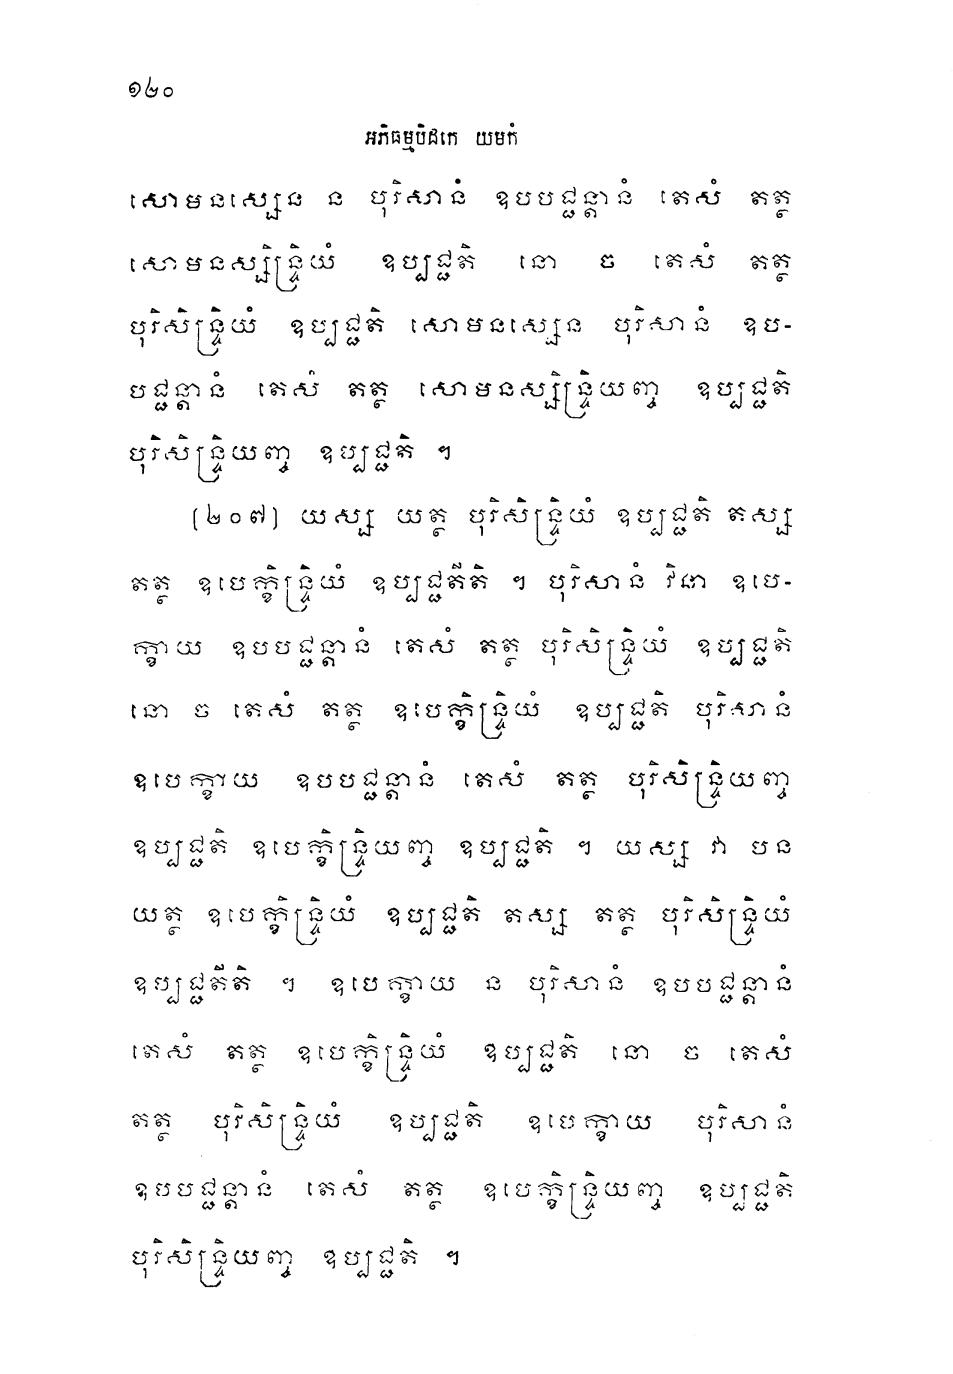 ១២០
អភិធម្មបិដកេ យមកំ
សោមនស្សេន ន បុរិសានំ ឧបបជ្ជន្តានំ តេសំ តត្ថ
សោមនស្សិន្ទ្រិយំ ឧប្បជ្ជតិ នោ ច តេសំ តត្ថ
បុរិសិន្ទ្រិយំ ឧប្បជ្ជតិ សោមនស្សេន បុរិសានំ ឧប-
បជ្ជន្តានំ តេសំ តត្ថ សោមនស្សិន្ទ្រិយញ្ច ឧប្បជ្ជតិ
បុរិសិន្ទ្រិយញ្ច ឧប្បជ្ជតិ ។
(២០៧) យស្ស យត្ថ បុរិសិន្ទ្រិយំ ឧប្បជ្ជតិ តស្ស
តត្ថ ឧបេក្ខិន្ទ្រិយំ ឧប្បជ្ជតីតិ ។ បុរិសានំ វិនា ឧបេ-
ក្ខាយ ឧបបជ្ជន្តានំ តេសំ តត្ថ បុរិសិន្ទ្រិយំ ឧប្បជ្ជតិ
នោ ច តេសំ តត្ថ ឧបេក្ខិន្ទ្រិយំ ឧប្បជ្ជតិ បុរិសានំ
ឧបេក្ខាយ ឧបបជ្ជន្តានំ តេសំ តត្ថ បុរិសិន្ទ្រិយញ្ច
ឧប្បជ្ជតិ ឧបេក្ខិន្ទ្រិយញ្ច ឧប្បជ្ជតិ ។ យស្ស វា បន
យត្ថ ឧបេក្ខិន្ទ្រិយំ ឧប្បជ្ជតិ តស្ស តត្ថ បុរិសិន្ទ្រិយំ
ឧប្បជ្ជតីតិ ។ ឧបេក្ខាយ ន បុរិសានំ ឧបបជ្ជន្តានំ
តេសំ តត្ថ ឧបេក្ខិន្ទ្រិយំ ឧប្បជ្ជតិ នោ ច តេសំ
តត្ថ បុរិសិន្ទ្រិយំ ឧប្បជ្ជតិ ឧបេក្ខាយ បុរិសានំ
ឧបបជ្ជន្តានំ តេសំ តត្ថ ឧបេក្ខិន្ទ្រិយញ្ច ឧប្បជ្ជតិ
បុរិសិន្ទ្រិយញ្ច ឧប្បជ្ជតិ ។